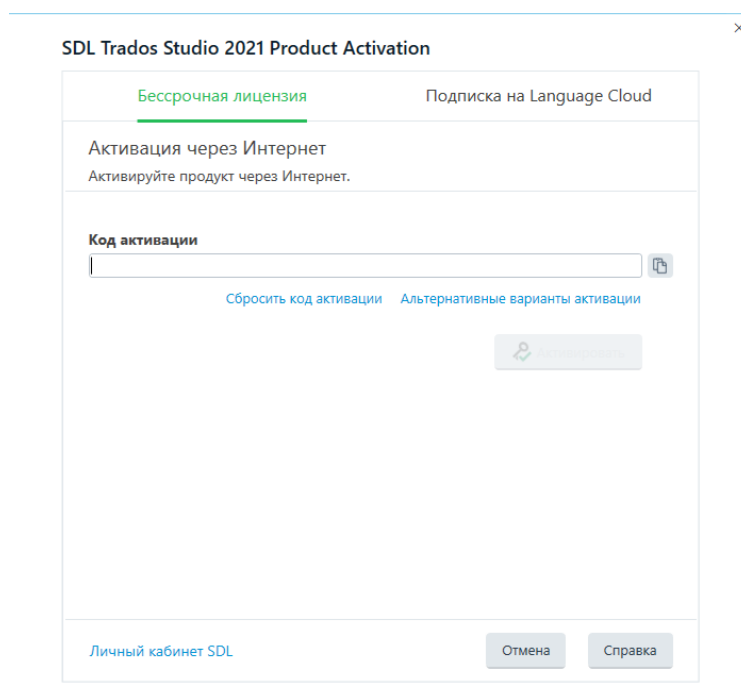 SDL Trados Studio 2021 Product Activation
Бессрочная лицензия Подписка на Language Cloud
Активация через Интернет
Активируйте продукт через Интернет.
Код активации
Сбросить код активации Альтернативные варианты активации
Активировать
Личный кабинет SDL Отмена Справка